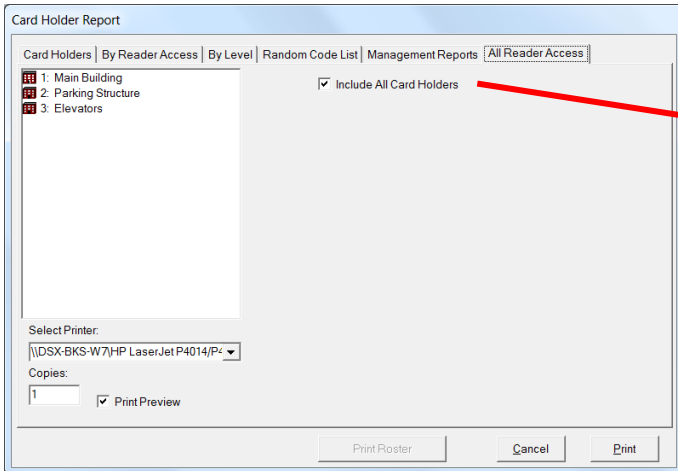 Card Holder Report
Card Holders By Reader Access By Level Random Code List Management Reports All Reader Access
1: Main Building
2: Parking Structure
3: Elevators
Include All Card Holders
Select Printer:
\\DSX-BKS-W7\HP LaserJet P4014/P4
Copies:
1
Print Preview
Print Roster Cancel Print